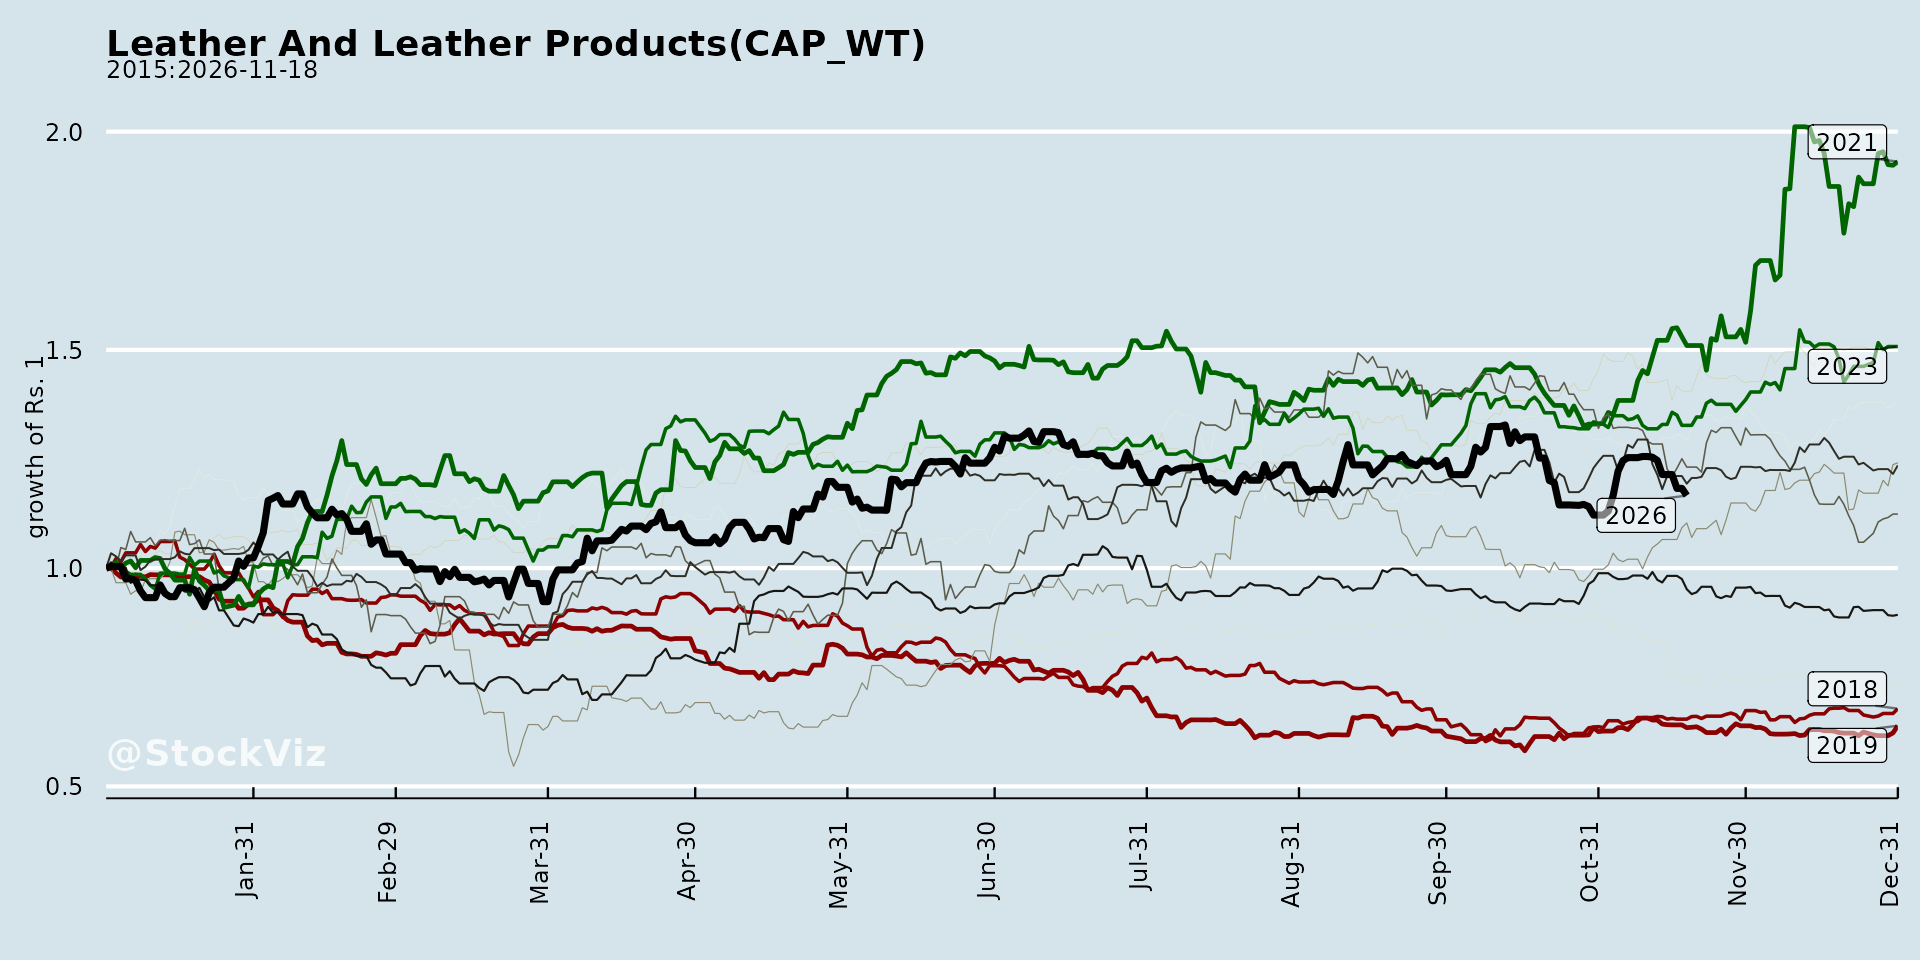 Leather And Leather Products(CAP_WT)
2015:2026-11-18
2.0
1.5
1.0
0.5
growth of Rs. 1
2021
2023
2026
2018
2019
@StockViz
Jan-31
Feb-29
Mar-31
Apr-30
May-31
Jun-30
Jul-31
Aug-31
Sep-30
Oct-31
Nov-30
Dec-31